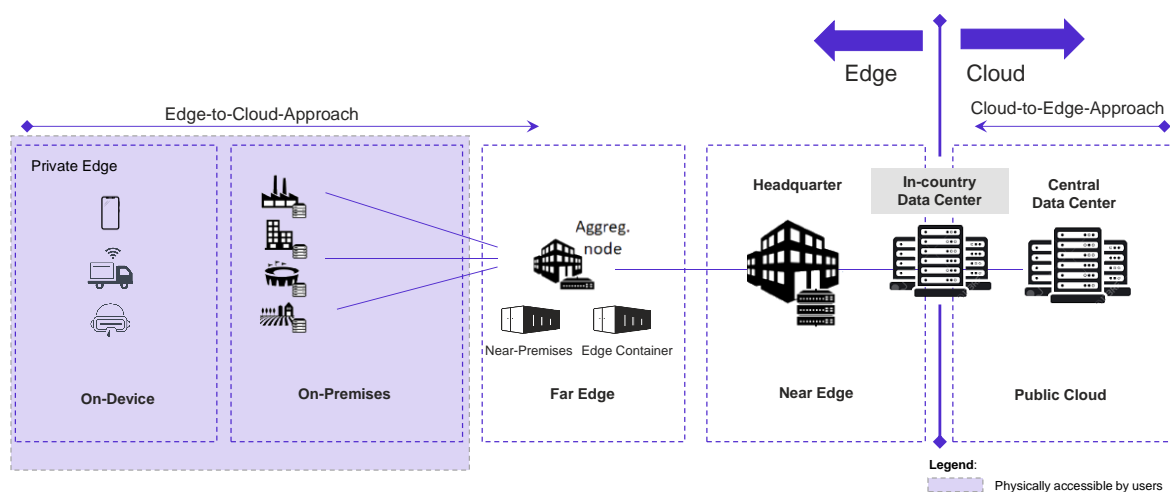 Edge
Cloud
Edge-to-Cloud-Approach
Cloud-to-Edge-Approach
Private Edge
On-Device
On-Premises
Aggreg.
node
Near-Premises
Edge Container
Far Edge
Headquarter
Near Edge
In-country
Data Center
Central
Data Center
Public Cloud
Legend:
Physically accessible by users